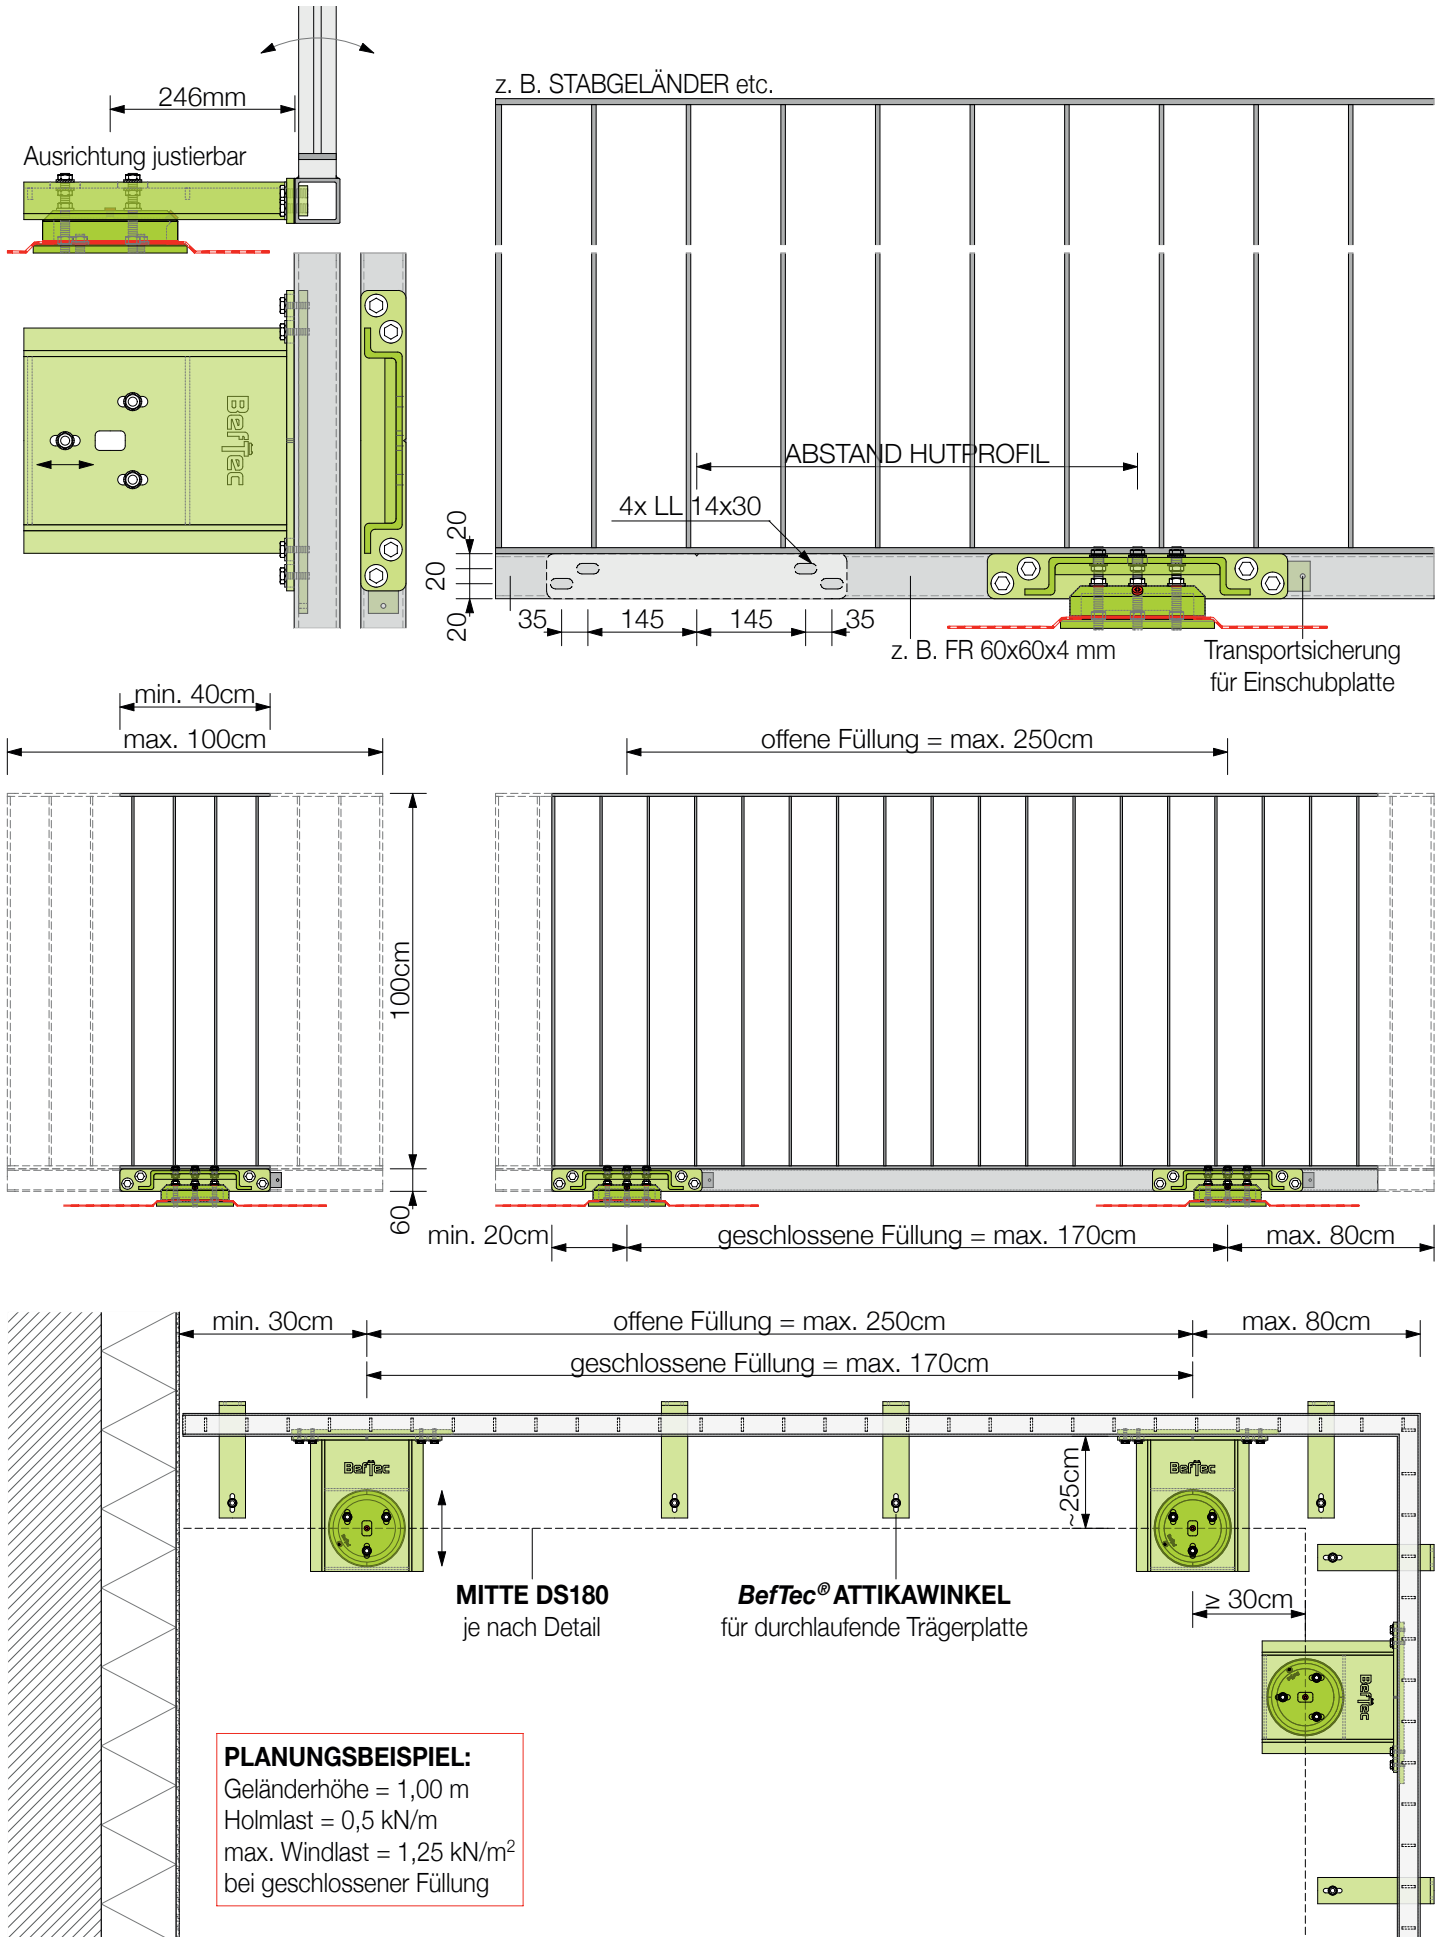 246mm
Ausrichtung justierbar
BefTec
z. B. STABGELÄNDER etc.
ABSTAND HUTPROFIL
4x LL 14x30
20
20
20
35
145
145
35
z. B. FR 60x60x4 mm
Transportsicherung
für Einschubplatte
min. 40cm
max. 100cm
100cm
60
offene Füllung = max. 250cm
min. 20cm
geschlossene Füllung = max. 170cm
max. 80cm
min. 30cm
offene Füllung = max. 250cm
max. 80cm
geschlossene Füllung = max. 170cm
BefTec
BefTec
~25cm
MITTE DS180
je nach Detail
BefTec® ATTIKAWINKEL
für durchlaufende Trägerplatte
≥ 30cm
BefTec
PLANUNGSBEISPIEL:
Geländerhöhe = 1,00 m
Holmlast = 0,5 kN/m
max. Windlast = 1,25 kN/m²
bei geschlossener Füllung